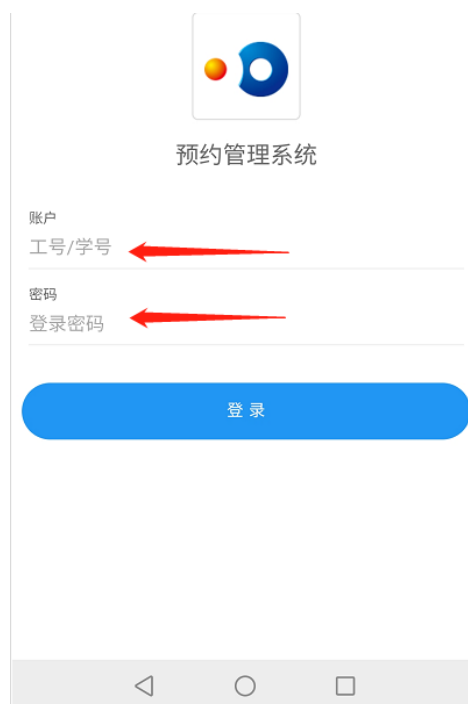 预约管理系统
账户
工号/学号
密码
登录密码
登 录